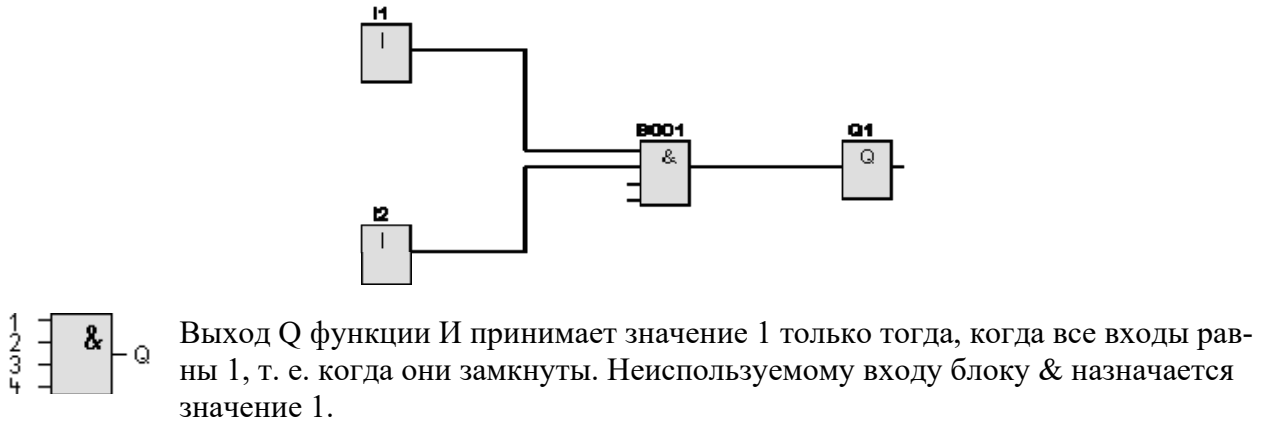 I1
I
B001
&
Q1
Q
I2
I
1
2
3
4
&
Q
Выход Q функции И принимает значение 1 только тогда, когда все входы рав-
ны 1, т. е. когда они замкнуты. Неиспользуемому входу блоку & назначается
значение 1.